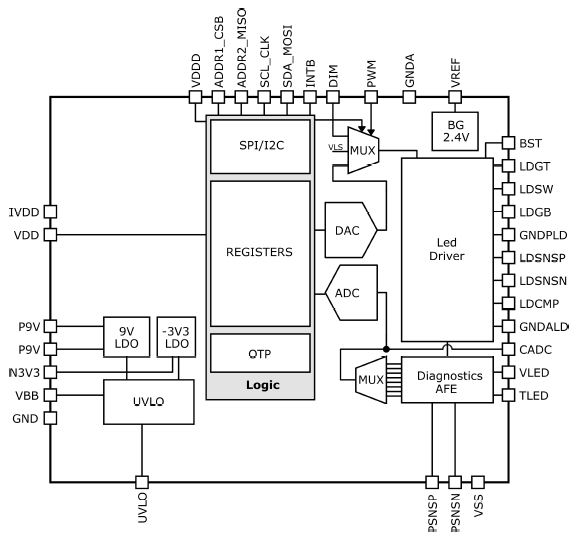 VDDD
ADDR1_CSB
ADDR2_MISO
SCL_CLK
SDA_MOSI
INTB
DIM
PWM
GNDA
VREF
SPI/I2C
VLS
MUX
BG
2.4V
BST
LDGT
LDSW
LDGB
GNDPLD
LDSNSP
LDSNSN
LDCMP
GNDALD
CADC
VLED
TLED
IVDD
VDD
REGISTERS
DAC
Led
Driver
ADC
P9V
P9V
N3V3
VBB
GND
9V
LDO
-3V3
LDO
UVLO
OTP
Logic
MUX
Diagnostics
AFE
UVLO
PSNSP
PSNSN
VSS